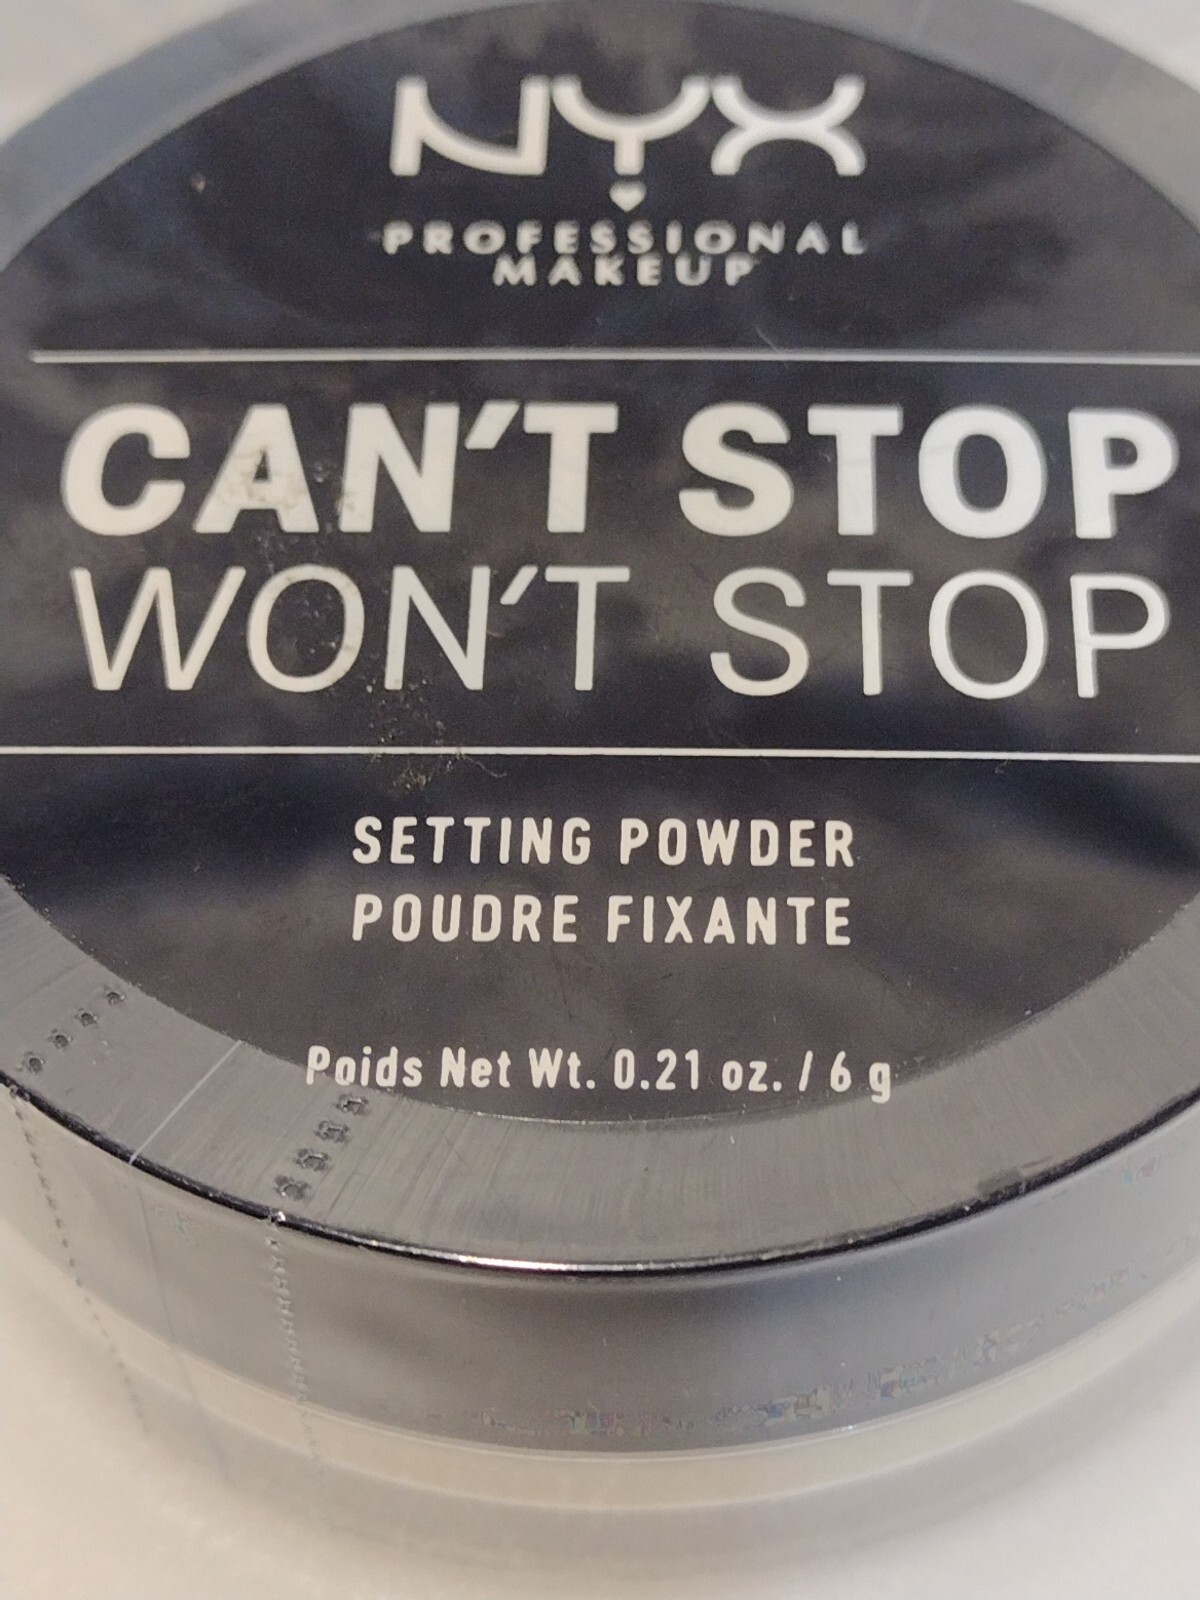 NYX
PROFESSIONAL
MAKEUP
CAN'T STOP
WON'T STOP
SETTING POWDER
POUDRE FIXANTE
Poids Net Wt. 0.21 oz. / 6 g